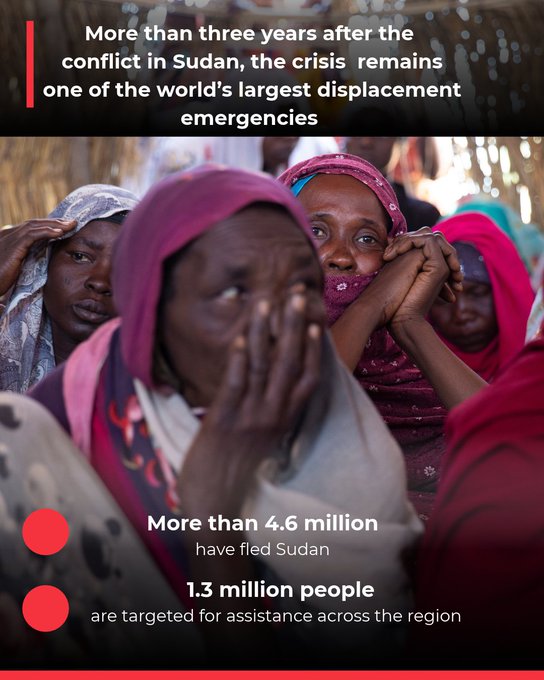 More than three years after the
conflict in Sudan, the crisis remains
one of the world's largest displacement
emergencies
More than 4.6 million
have fled Sudan
1.3 million people
are targeted for assistance across the region